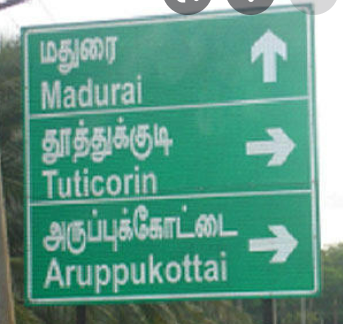 மதுரை
Madurai
தூத்துக்குடி
Tuticorin
அருப்புக்கோட்டை
Aruppukottai